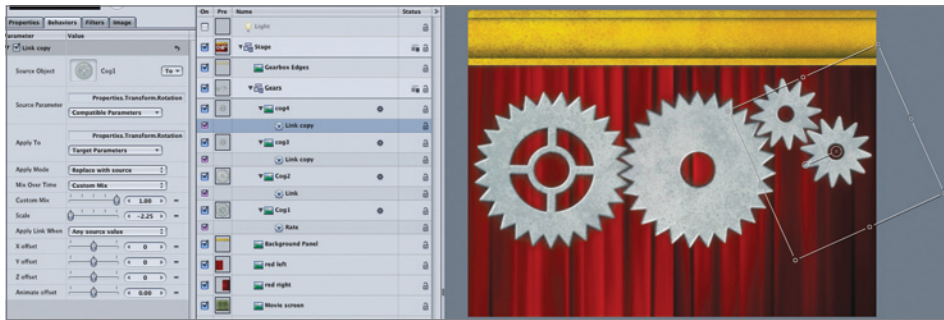 Properties Behaviors Filters Image
Parameter Value
Link copy
Source Object Cog1 To
Source Parameter Properties.Transform.Rotation
Compatible Parameters
Apply To Properties.Transform.Rotation
Target Parameters
Apply Mode Replace with source
Mix Over Time Custom Mix
Custom Mix 1.00
Scale -2.25
Apply Link When Any source value
X offset 0
Y offset 0
Z offset 0
Animate offset 0.00
On Pre Name Status
Light
Stage
Gearbox Edges
Gears
cog4
Link copy
cog3
Link copy
Cog2
Link
Cog1
Rate
Background Panel
red left
red right
Movie screen